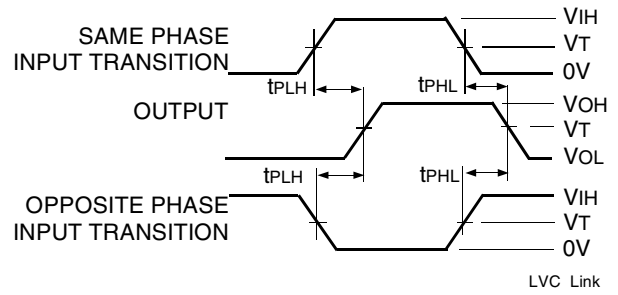 SAME PHASE
INPUT TRANSITION
VIH
VT
0V
tPLH
tPHL
OUTPUT
VOH
VT
VOL
tPLH
tPHL
OPPOSITE PHASE
INPUT TRANSITION
VIH
VT
0V
LVC Link